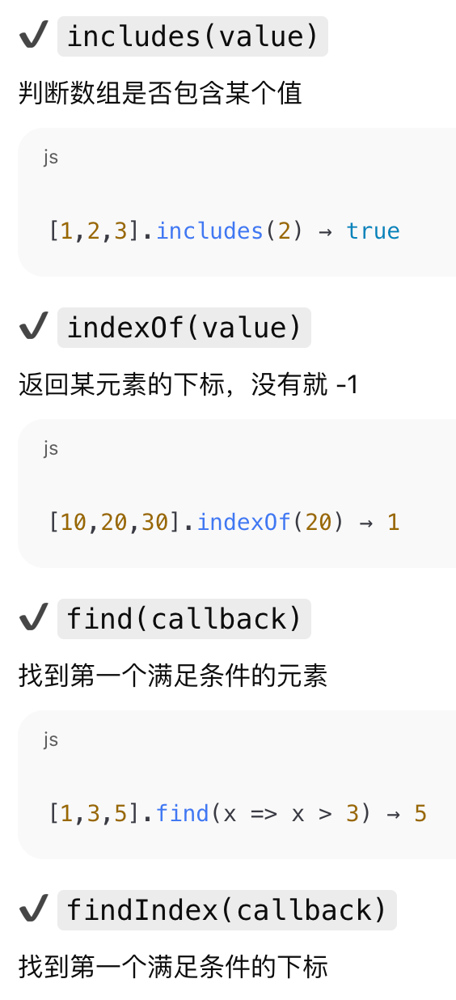 ✔ includes(value)
判断数组是否包含某个值
js
[1,2,3].includes(2) → true
✔ indexOf(value)
返回某元素的下标，没有就 -1
js
[10,20,30].indexOf(20) → 1
✔ find(callback)
找到第一个满足条件的元素
js
[1,3,5].find(x => x > 3) → 5
✔ findIndex(callback)
找到第一个满足条件的下标